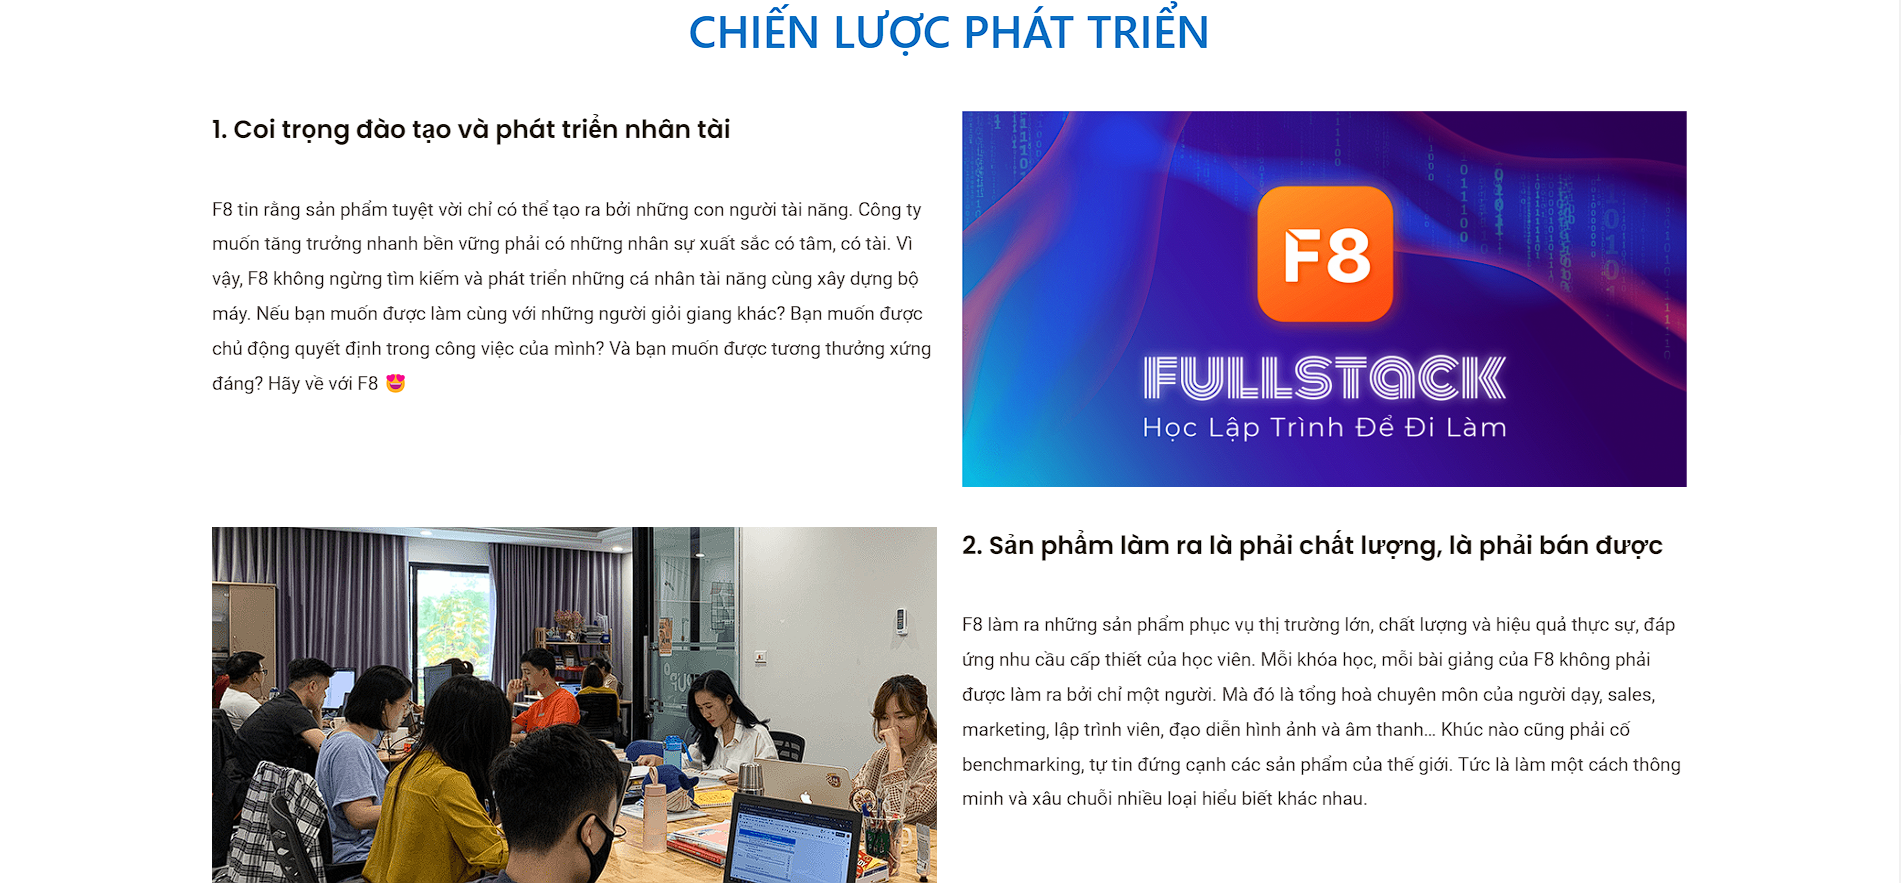 CHIẾN LƯỢC PHÁT TRIỂN
1. Coi trọng đào tạo và phát triển nhân tài
F8 tin rằng sản phẩm tuyệt vời chỉ có thể tạo ra bởi những con người tài năng. Công ty
muốn tăng trưởng nhanh bền vững phải có những nhân sự xuất sắc có tâm, có tài. Vì
vậy, F8 không ngừng tìm kiếm và phát triển những cá nhân tài năng cùng xây dựng bộ
máy. Nếu bạn muốn được làm cùng với những người giỏi giang khác? Bạn muốn được
chủ động quyết định trong công việc của mình? Và bạn muốn được tương thưởng xứng
đáng? Hãy về với F8 😍
F8
FULLSTACK
Học Lập Trình Để Đi Làm
2. Sản phẩm làm ra là phải chất lượng, là phải bán được
F8 làm ra những sản phẩm phục vụ thị trường lớn, chất lượng và hiệu quả thực sự, đáp
ứng nhu cầu cấp thiết của học viên. Mỗi khóa học, mỗi bài giảng của F8 không phải
được làm ra bởi chỉ một người. Mà đó là tổng hoà chuyên môn của người dạy, sales,
marketing, lập trình viên, đạo diễn hình ảnh và âm thanh... Khúc nào cũng phải cố
benchmarking, tự tin đứng cạnh các sản phẩm của thế giới. Tức là làm một cách thông
minh và xâu chuỗi nhiều loại hiểu biết khác nhau.